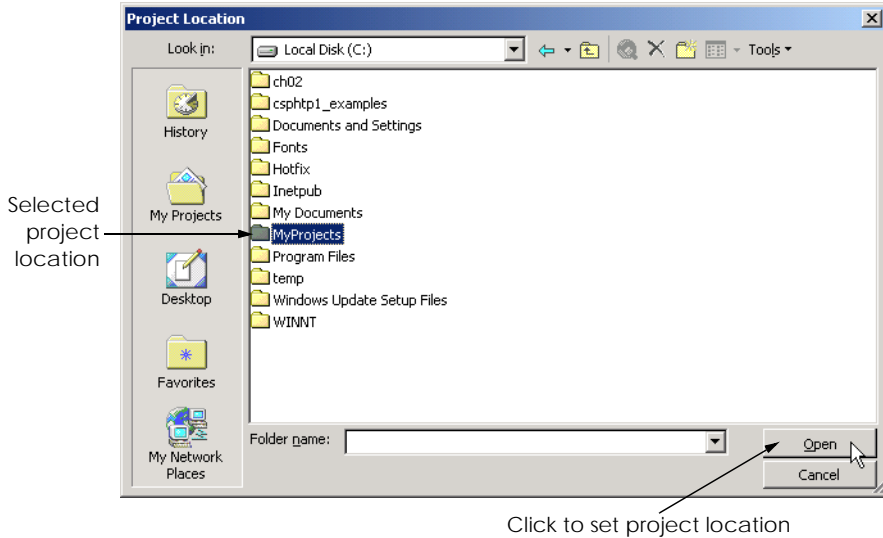 Project Location
Look in:
Local Disk (C:)
Tools
History
My Projects
Desktop
Favorites
My Network
Places
ch02
csphtp1_examples
Documents and Settings
Fonts
Hotfix
Inetpub
My Documents
MyProjects
Program Files
temp
Windows Update Setup Files
WINNT
Selected
project
location
Folder name:
Open
Cancel
Click to set project location